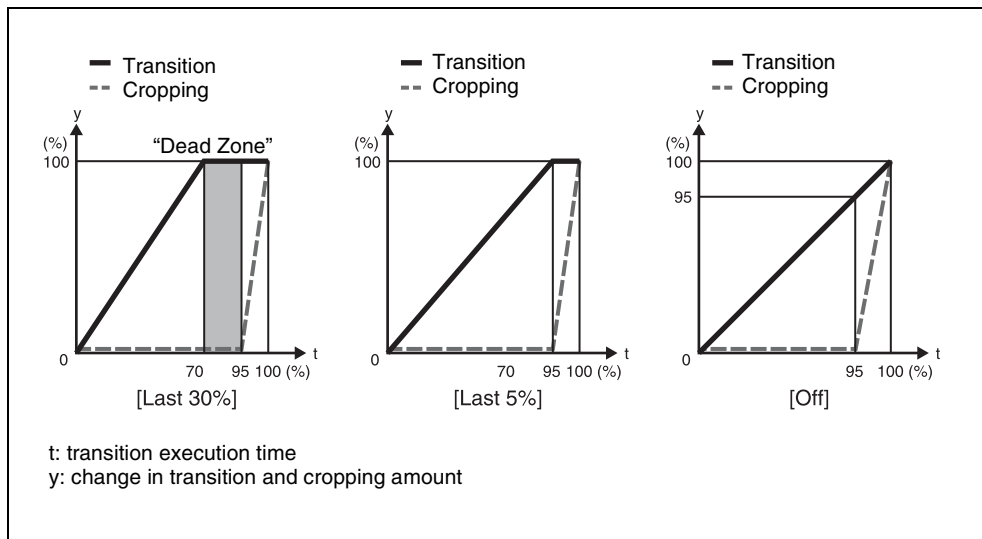 Transition
Cropping
y
(%)
100
"Dead Zone"
0
70 95 100 (%)
t
[Last 30%]
Transition
Cropping
y
(%)
100
0
70 95 100 (%)
t
[Last 5%]
Transition
Cropping
y
(%)
100
95
0
95 100 (%)
t
[Off]
t: transition execution time
y: change in transition and cropping amount